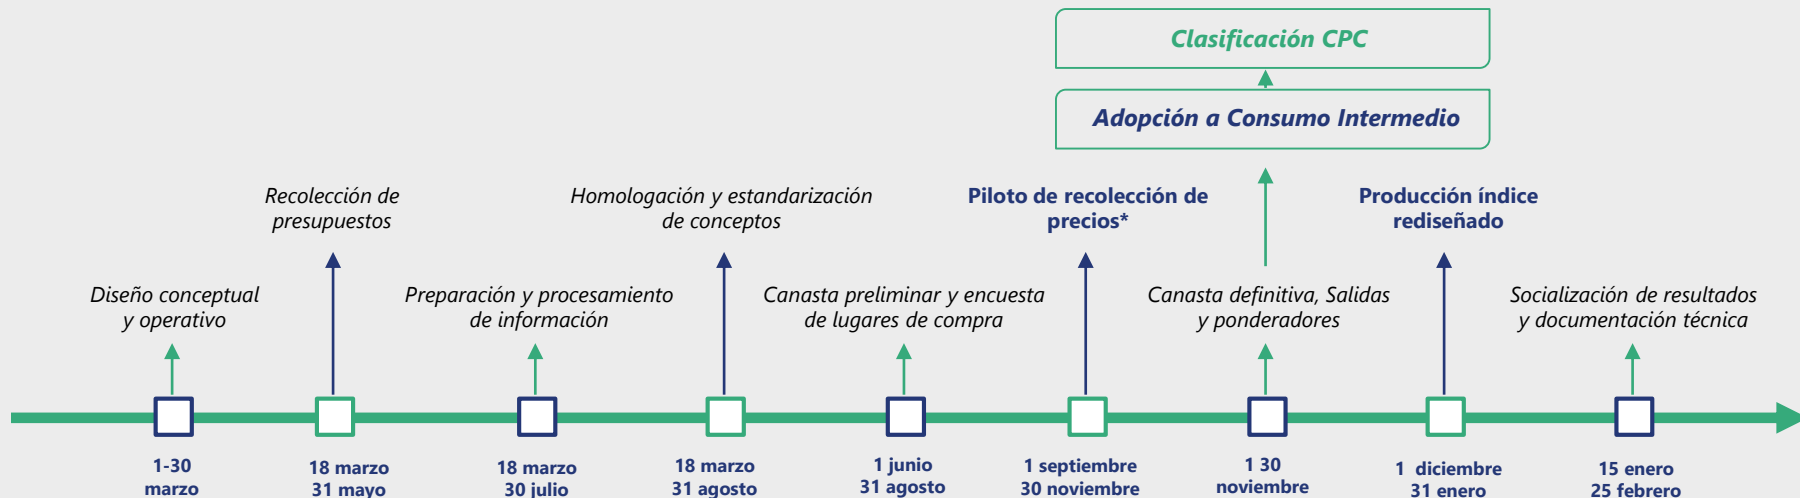 Clasificación CPC
Adopción a Consumo Intermedio
Recolección de
presupuestos
Homologación y estandarización
de conceptos
Piloto de recolección de
precios*
Producción índice
rediseñado
Diseño conceptual
y operativo
Preparación y procesamiento
de información
Canasta preliminar y encuesta
de lugares de compra
Canasta definitiva, Salidas
y ponderadores
Socialización de resultados
y documentación técnica
1-30
marzo
18 marzo
31 mayo
18 marzo
30 julio
18 marzo
31 agosto
1 junio
31 agosto
1 septiembre
30 noviembre
1 30
noviembre
1 diciembre
31 enero
15 enero
25 febrero